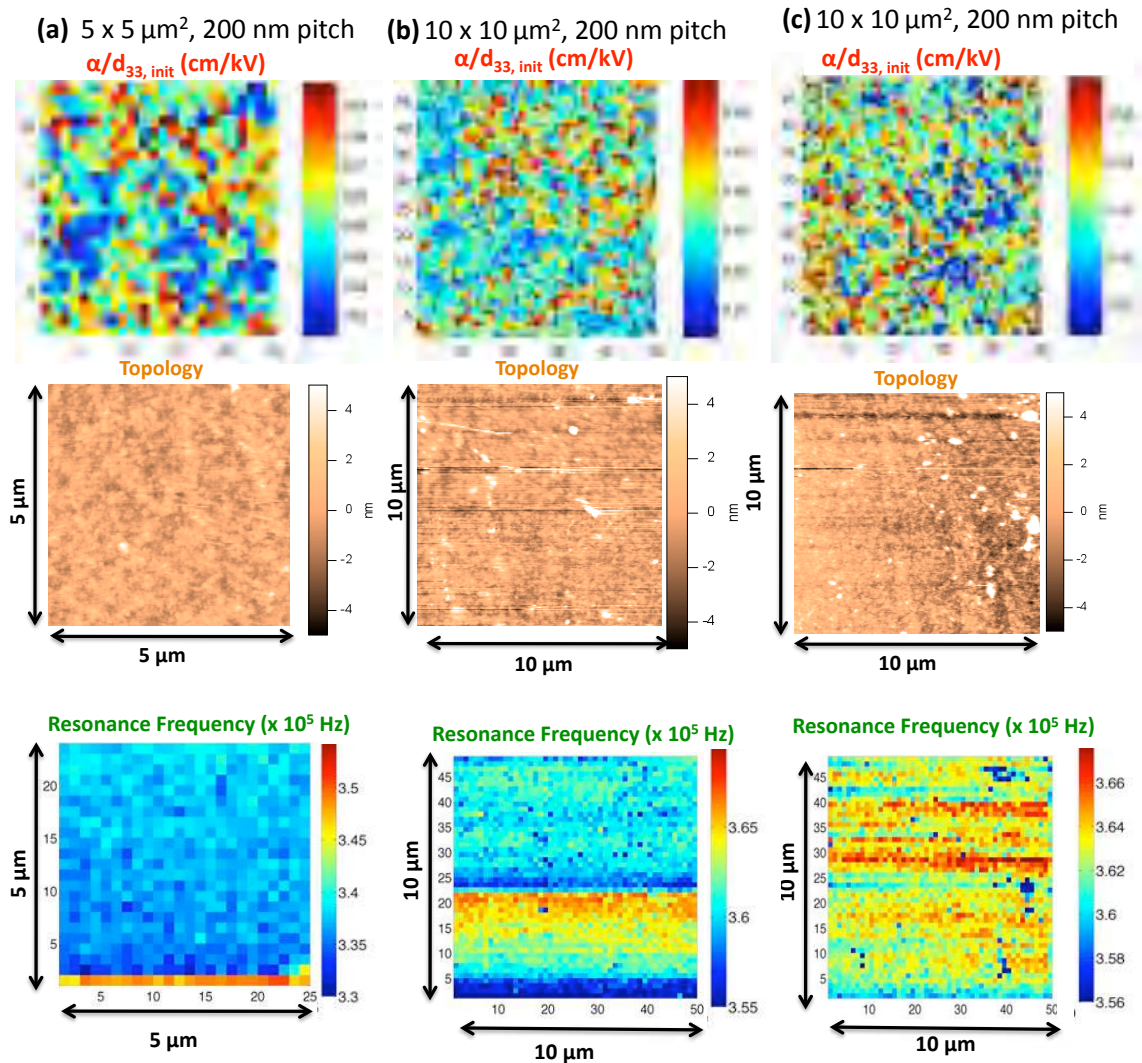 (a) 5 x 5 µm², 200 nm pitch
α/d33, init (cm/kV)
(b) 10 x 10 µm², 200 nm pitch
α/d33, init (cm/kV)
(c) 10 x 10 µm², 200 nm pitch
α/d33, init (cm/kV)
Topology
5 µm
4
2
0
-2
-4
nm
5 µm
Topology
10 µm
4
2
0
-2
-4
nm
10 µm
Topology
10 µm
4
2
0
-2
-4
nm
10 µm
Resonance Frequency (x 10⁵ Hz)
5 µm
20
15
10
5
5 10 15 20 25
3.5
3.45
3.4
3.35
3.3
5 µm
Resonance Frequency (x 10⁵ Hz)
10 µm
45
40
35
30
25
20
15
10
5
10 20 30 40 50
3.65
3.6
3.55
10 µm
Resonance Frequency (x 10⁵ Hz)
10 µm
45
40
35
30
25
20
15
10
5
10 20 30 40 50
3.66
3.64
3.62
3.6
3.58
3.56
10 µm